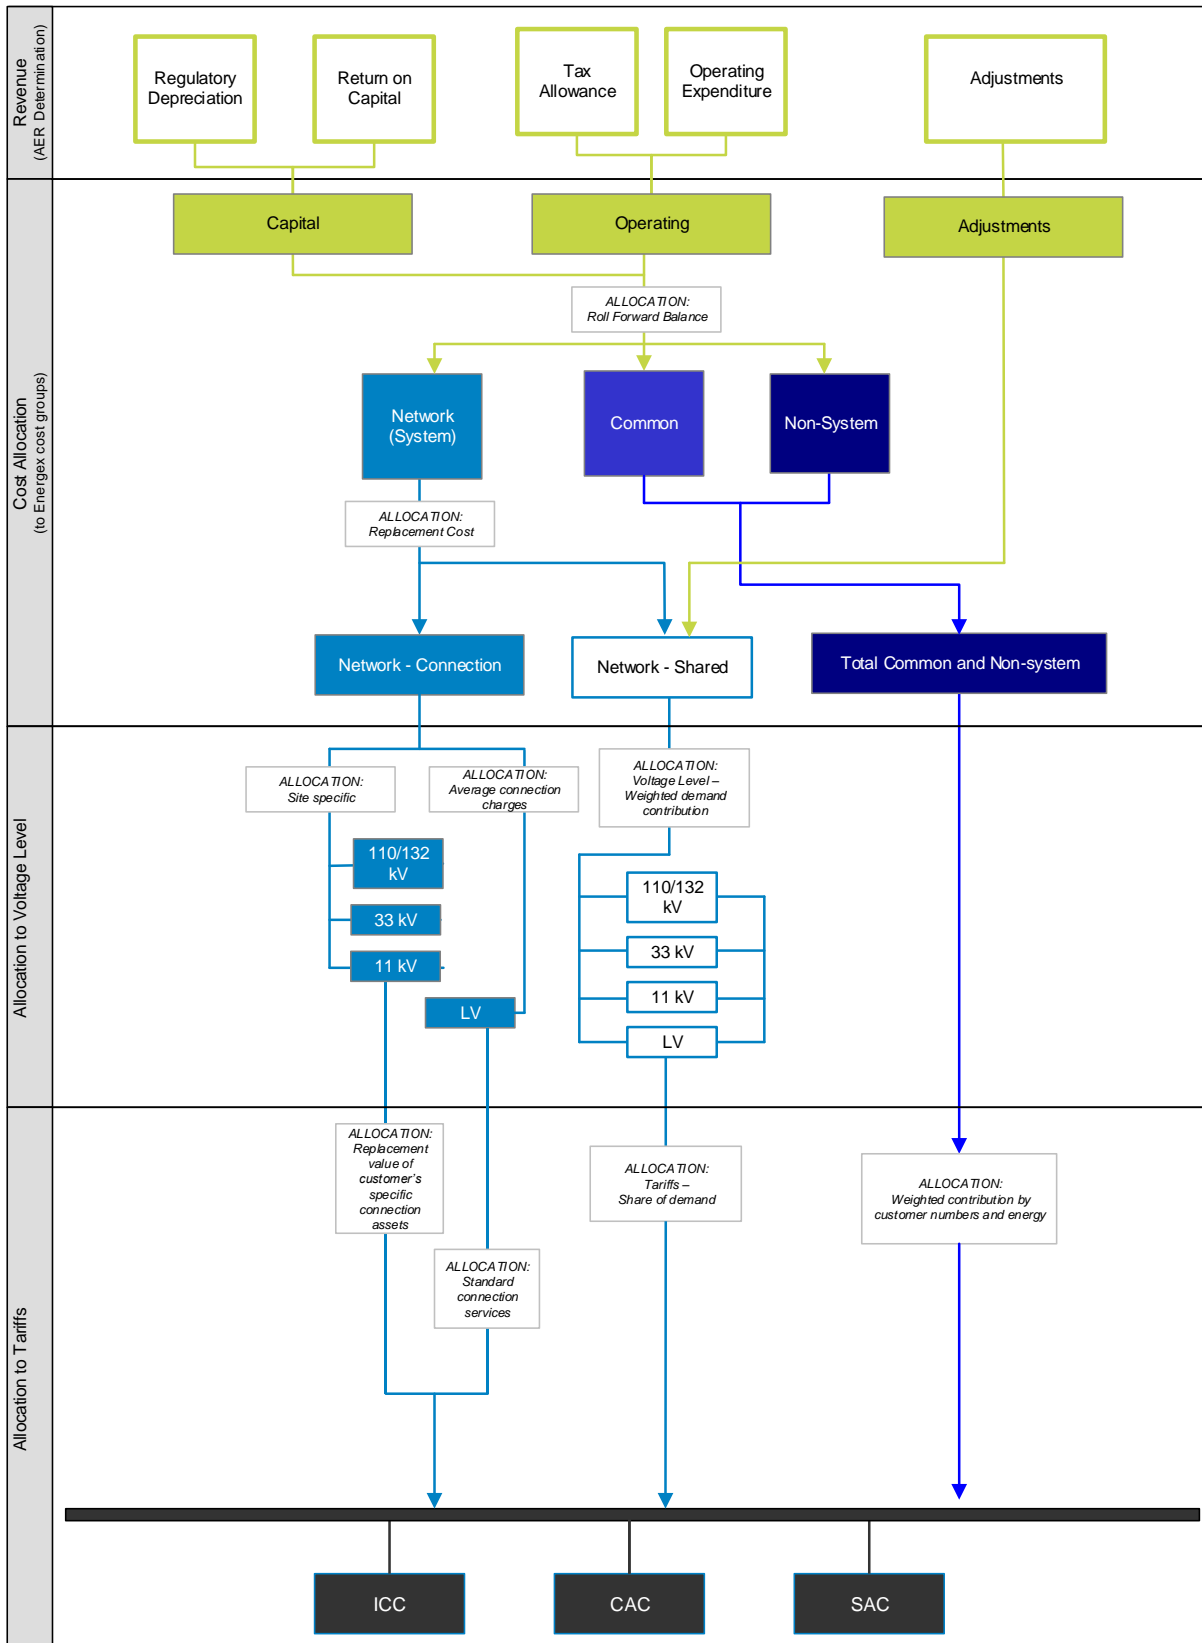 Revenue
(AER Determination)
Regulatory
Depreciation
Return on
Capital
Tax
Allowance
Operating
Expenditure
Adjustments
Cost Allocation
(to Energex cost groups)
Capital
Operating
Adjustments
ALLOCATION:
Roll Forward Balance
Network
(System)
Common
Non-System
ALLOCATION:
Replacement Cost
Network - Connection
Network - Shared
Total Common and Non-system
Allocation to Voltage Level
ALLOCATION:
Site specific
ALLOCATION:
Average connection
charges
ALLOCATION:
Voltage Level –
Weighted demand
contribution
110/132
kV
33 kV
11 kV
LV
110/132
kV
33 kV
11 kV
LV
Allocation to Tariffs
ALLOCATION:
Replacement
value of
customer's
specific
connection
assets
ALLOCATION:
Standard
connection
services
ALLOCATION:
Tariffs –
Share of demand
ALLOCATION:
Weighted contribution by
customer numbers and energy
ICC
CAC
SAC